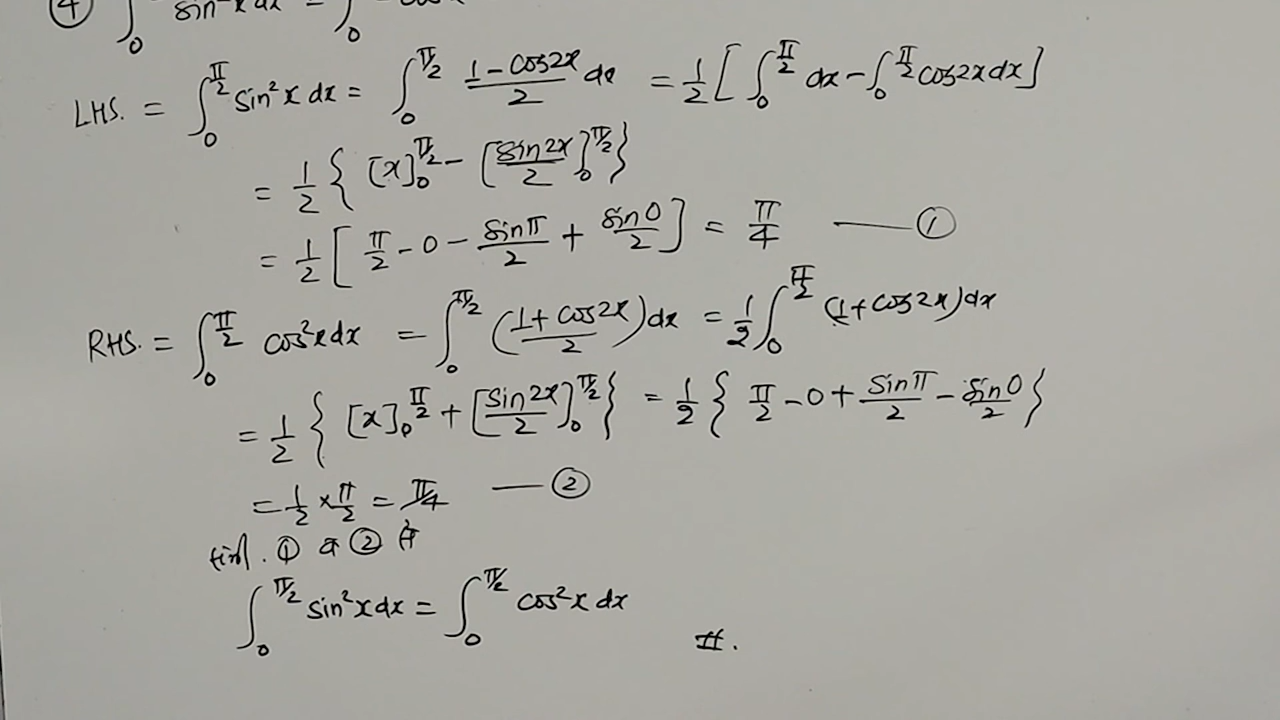 ④ ∫₀ sin²x dx = ∫₀
LHS. = ∫₀^{π/2} sin²x dx = ∫₀^{π/2} (1-cos2x)/2 dx = 1/2 [ ∫₀^{π/2} dx - ∫₀^{π/2} cos2x dx ]
= 1/2 { [x]₀^{π/2} - [sin2x/2]₀^{π/2} }
= 1/2 [ π/2 - 0 - sinπ/2 + sin0/2 ] = π/4 —— ①
RHS. = ∫₀^{π/2} cos²x dx = ∫₀^{π/2} ((1+cos2x)/2) dx = 1/2 ∫₀^{π/2} (1+cos2x) dx
= 1/2 { [x]₀^{π/2} + [sin2x/2]₀^{π/2} } = 1/2 { π/2 - 0 + sinπ/2 - sin0/2 }
= 1/2 × π/2 = π/4 —— ②
① ②
∫₀^{π/2} sin²x dx = ∫₀^{π/2} cos²x dx